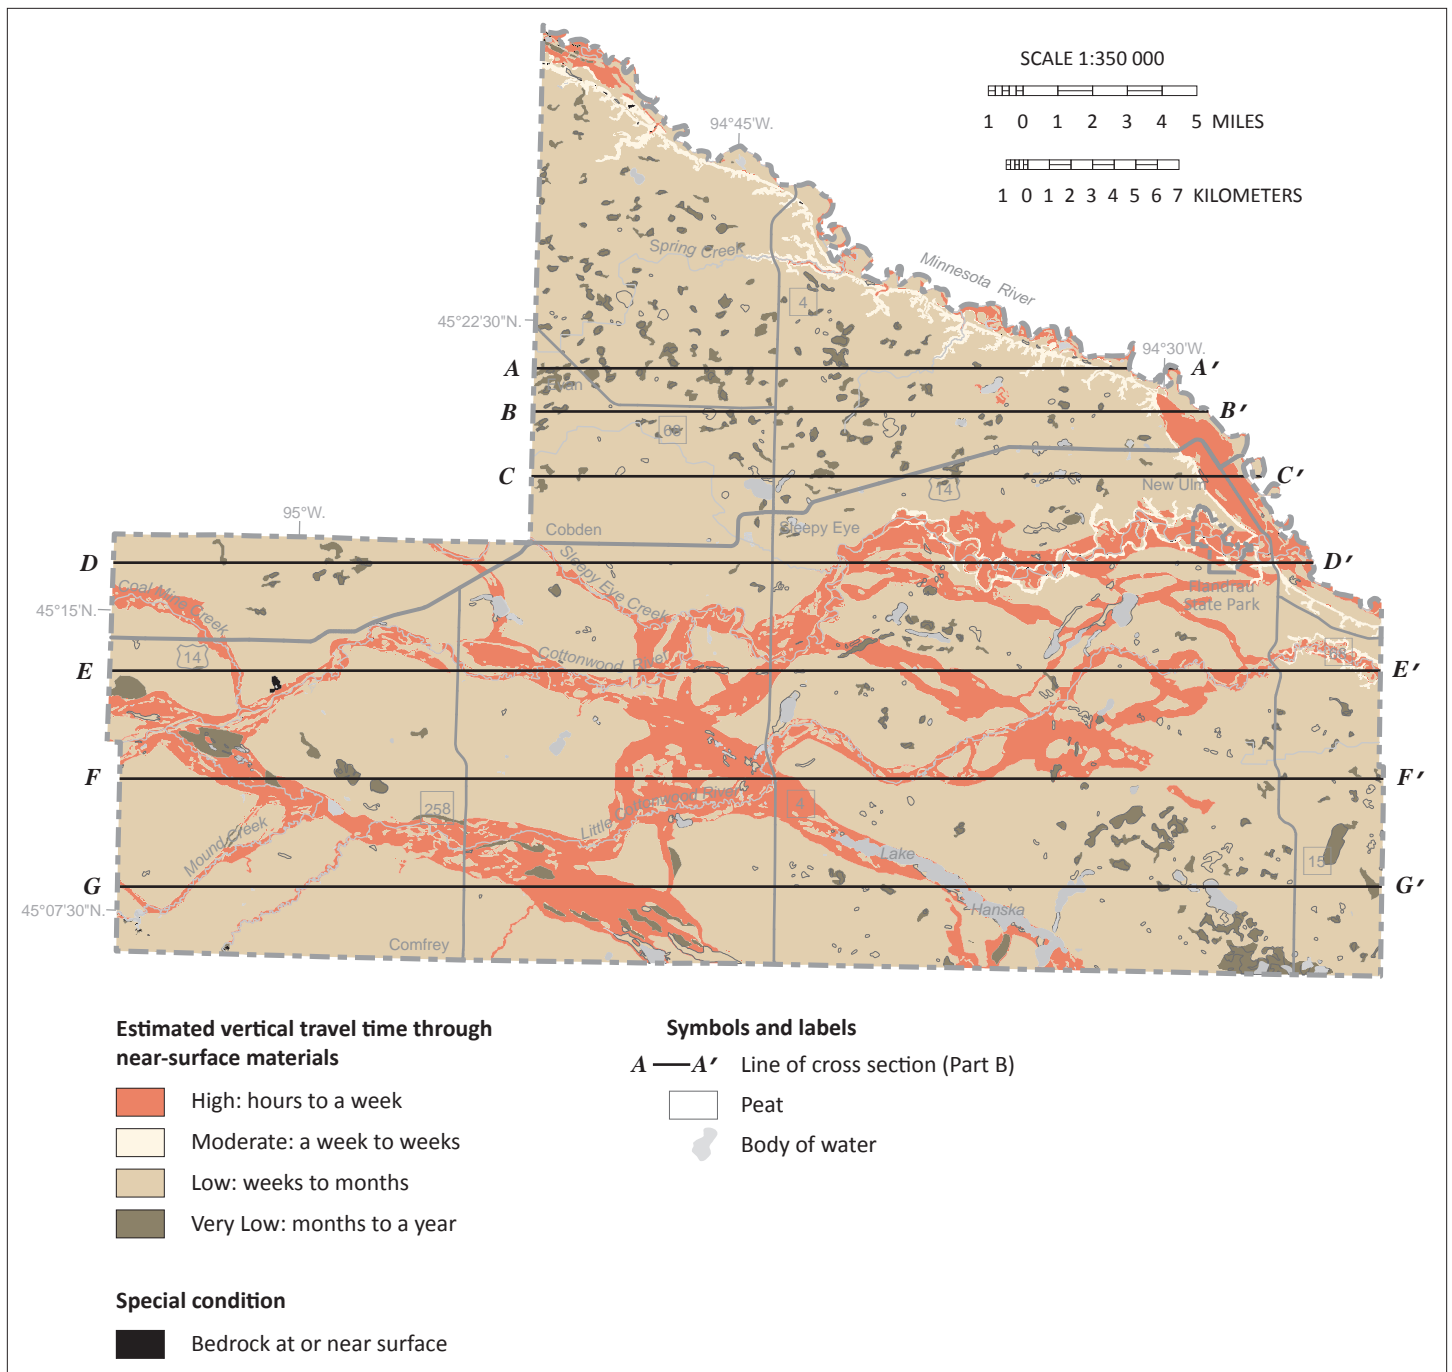 SCALE 1:350 000
1 0 1 2 3 4 5 MILES
1 0 1 2 3 4 5 6 7 KILOMETERS
94°45'W.
Spring Creek
Minnesota River
4
45°22'30"N.
94°30'W.
A A′
Evan
B B′
68
C C′
14
New Ulm
95°W.
Cobden
Sleepy Eye
D D′
Sleepy Eye Creek
Coal Mine Creek
Flandrau
State Park
45°15'N.
14
Cottonwood River
68
E E′
F F′
258
Little Cottonwood River
4
Mound Creek
Lake
15
G G′
45°07'30"N.
Hanska
Comfrey
Estimated vertical travel time through
near-surface materials
High: hours to a week
Moderate: a week to weeks
Low: weeks to months
Very Low: months to a year
Special condition
Bedrock at or near surface
Symbols and labels
A A′ Line of cross section (Part B)
Peat
Body of water